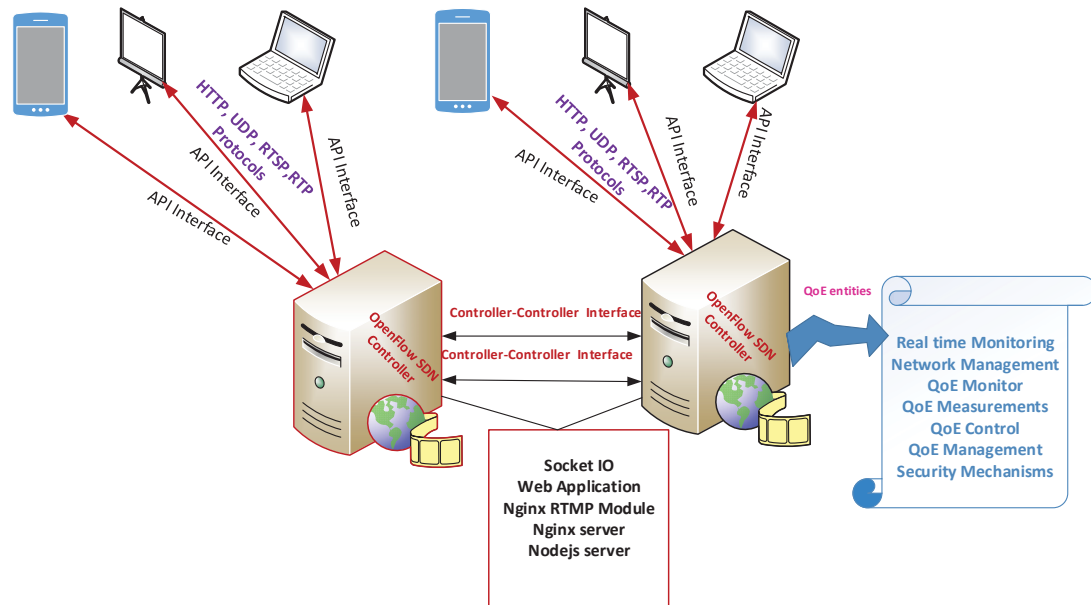 HTTP, UDP, RTSP,RTP
Protocols
API Interface
API Interface
API Interface
HTTP, UDP, RTSP,RTP
Protocols
API Interface
API Interface
API Interface
OpenFlow SDN
Controller
Controller-Controller Interface
Controller-Controller Interface
OpenFlow SDN
Controller
QoE entities
Real time Monitoring
Network Management
QoE Monitor
QoE Measurements
QoE Control
QoE Management
Security Mechanisms
Socket IO
Web Application
Nginx RTMP Module
Nginx server
Nodejs server